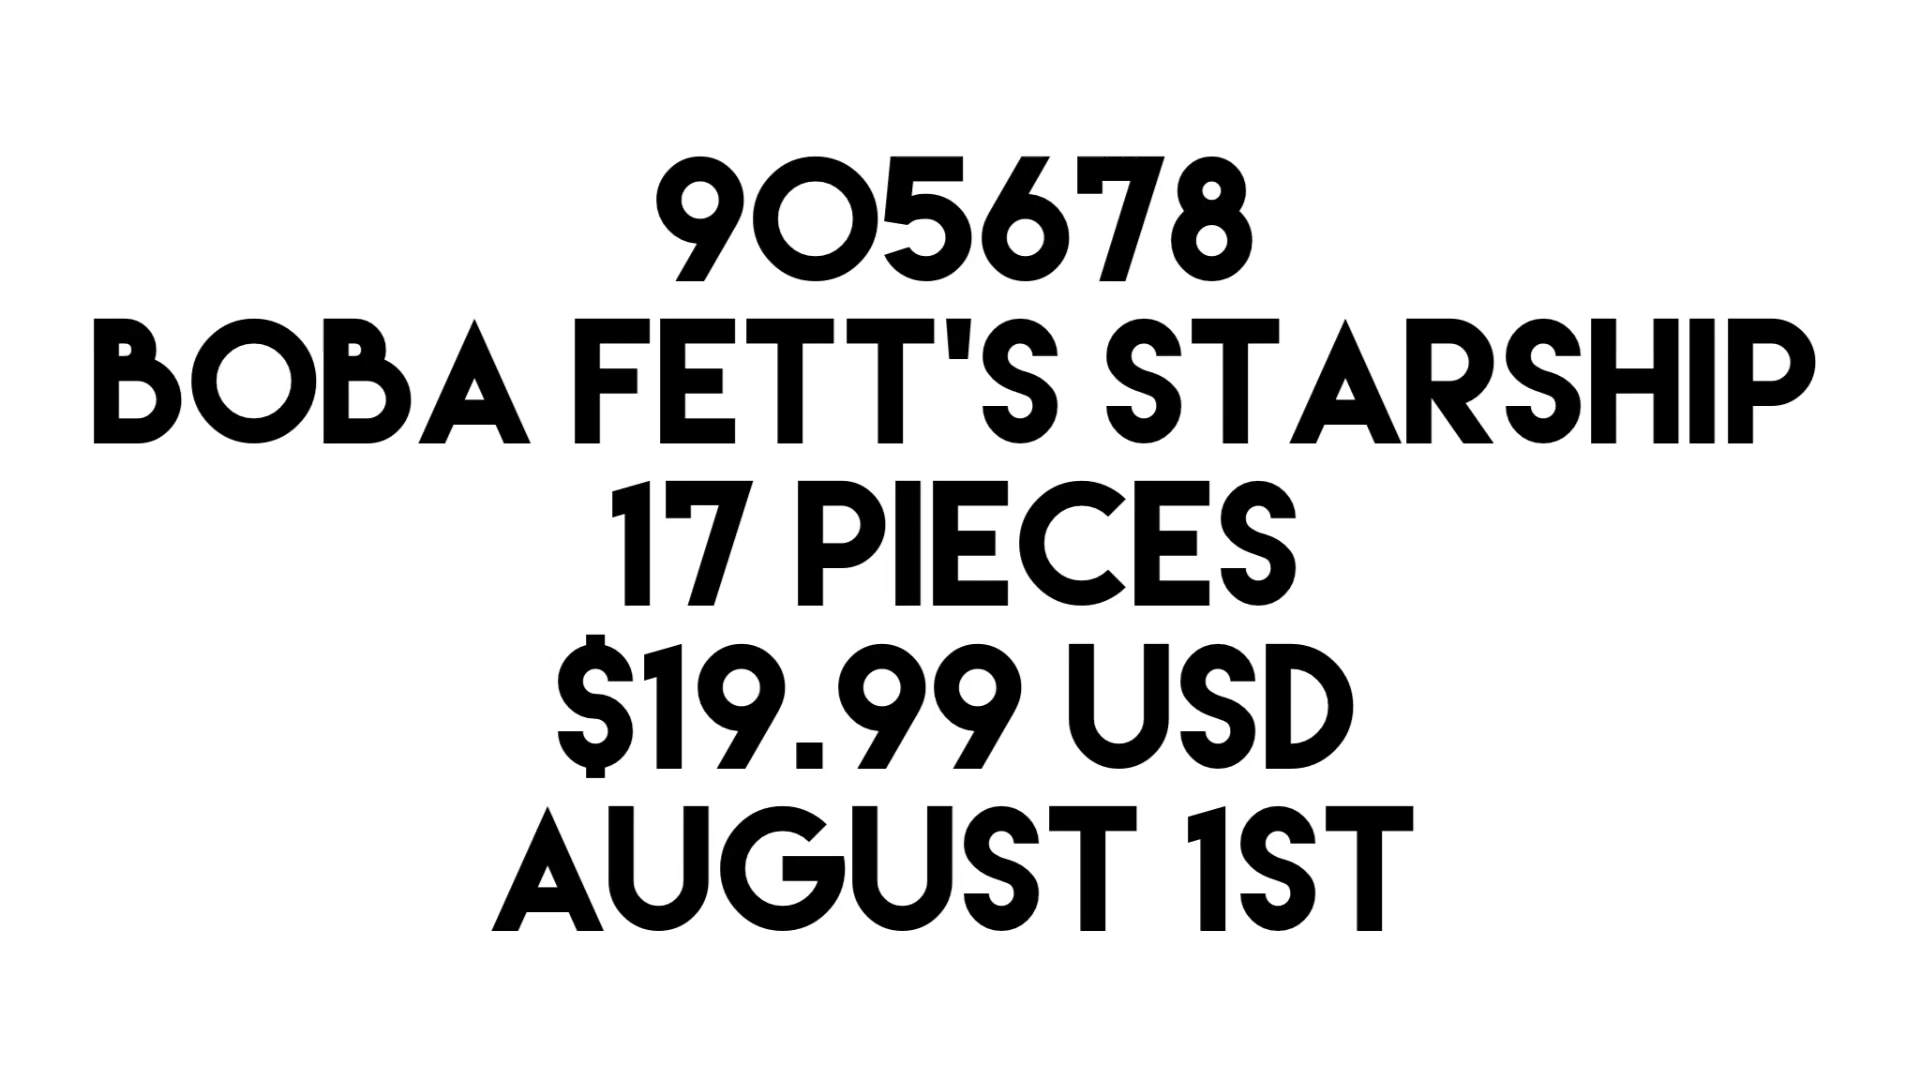 905678
BOBA FETT'S STARSHIP
17 PIECES
$19.99 USD
AUGUST 1ST